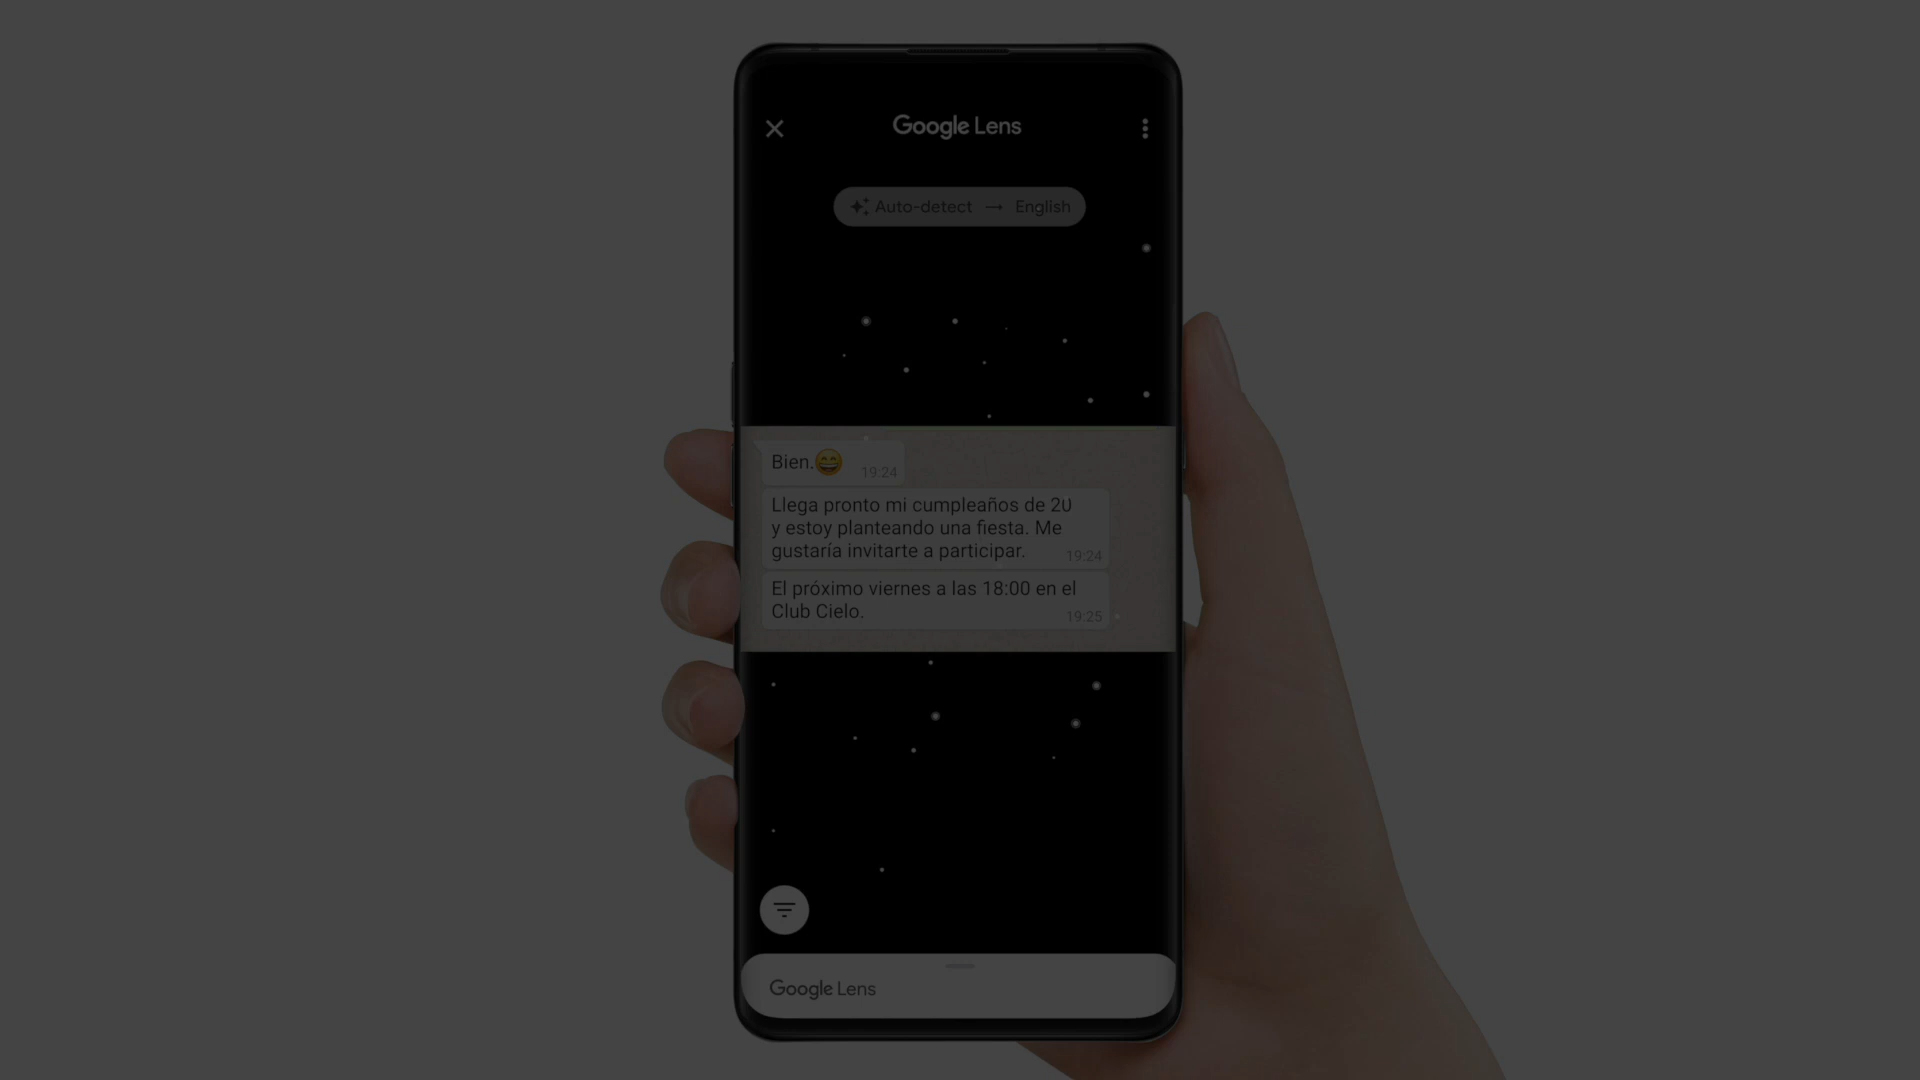 Google Lens
Auto-detect → English
Bien.😄 19:24
Llega pronto mi cumpleaños de 20
y estoy planteando una fiesta. Me
gustaría invitarte a participar. 19:24
El próximo viernes a las 18:00 en el
Club Cielo. 19:25
Google Lens